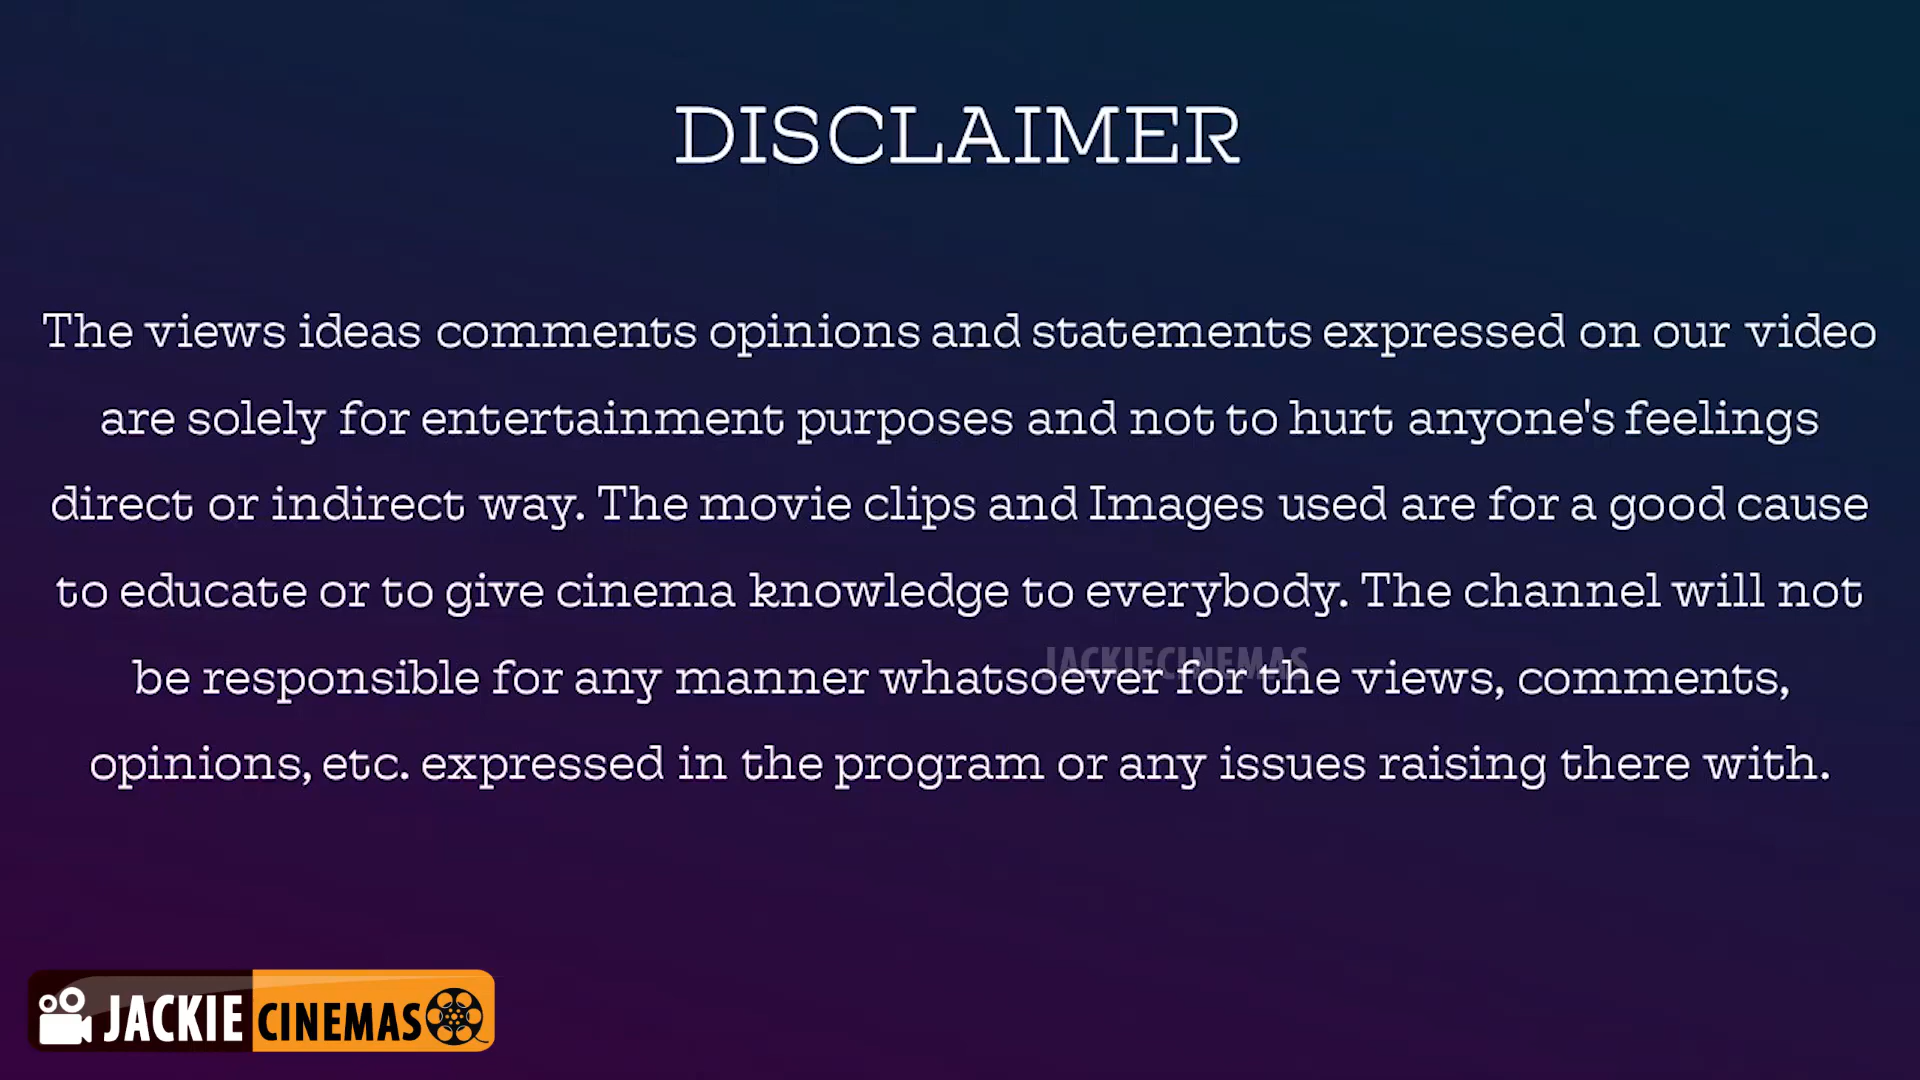 DISCLAIMER
The views ideas comments opinions and statements expressed on our video
are solely for entertainment purposes and not to hurt anyone's feelings
direct or indirect way. The movie clips and Images used are for a good cause
to educate or to give cinema knowledge to everybody. The channel will not
JACKIECINEMAS
be responsible for any manner whatsoever for the views, comments,
opinions, etc. expressed in the program or any issues raising there with.
JACKIE CINEMAS